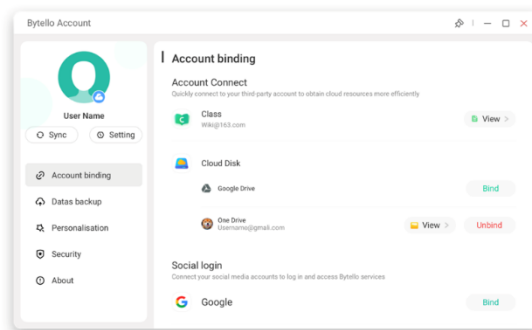 Bytello Account
User Name
Sync Setting
Account binding
Datas backup
Personalisation
Security
About
Account binding
Account Connect
Quickly connect to your third-party account to obtain cloud resources more efficiently
Class View >
Wiki@163.com
Cloud Disk
Google Drive Bind
One Drive View > Unbind
Username@gmali.com
Social login
Connect your social media accounts to log in and access Bytello services
Google Bind